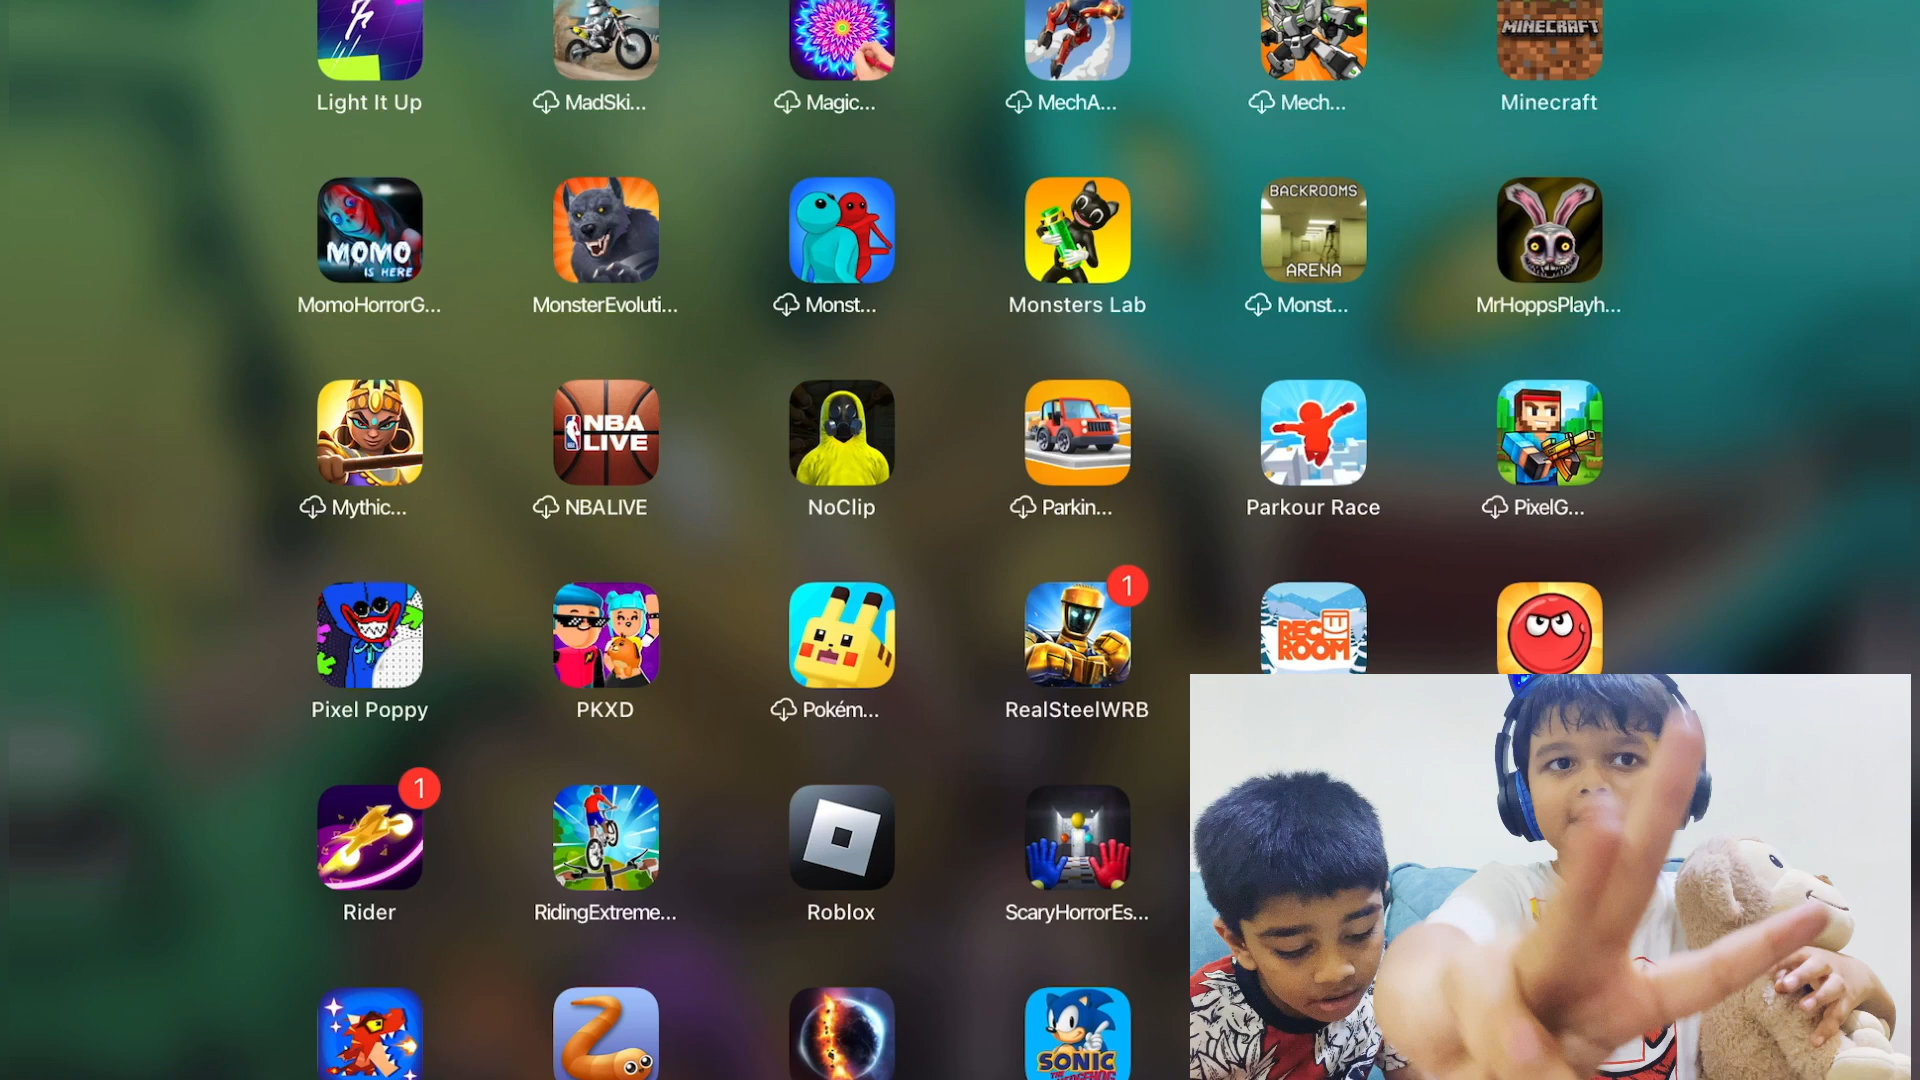 MINECRAFT
Light It Up
MadSki...
Magic...
MechA...
Mech...
Minecraft
MOMO
IS HERE
BACKROOMS
ARENA
MomoHorrorG...
MonsterEvoluti...
Monst...
Monsters Lab
Monst...
MrHoppsPlayh...
NBA
LIVE
Mythic...
NBALIVE
NoClip
Parkin...
Parkour Race
PixelG...
1
REC
ROOM
Pixel Poppy
PKXD
Pokém...
RealSteelWRB
1
Rider
RidingExtreme...
Roblox
ScaryHorrorEs...
SONIC
THE HEDGEHOG